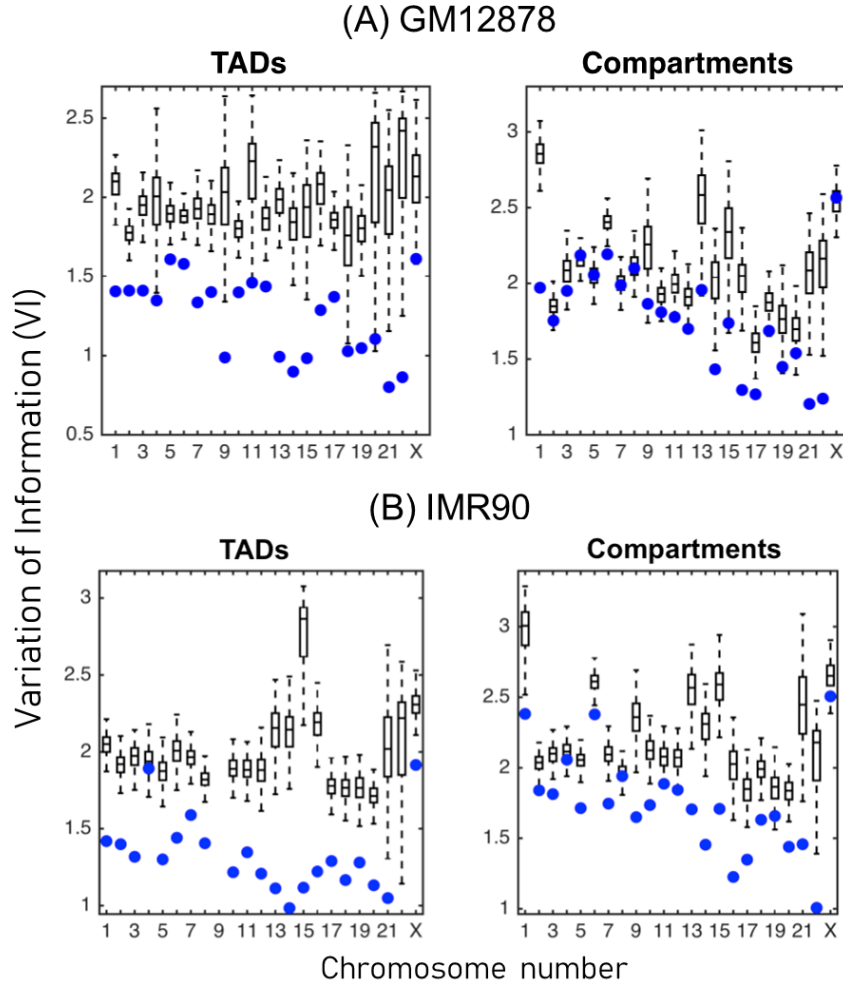 (A) GM12878
TADs
Compartments
2.5
2
1.5
1
0.5
1 3 5 7 9 11 13 15 17 19 21 X
3
2.5
2
1.5
1
1 3 5 7 9 11 13 15 17 19 21 X
Variation of Information (VI)
(B) IMR90
TADs
Compartments
3
2.5
2
1.5
1
1 3 5 7 9 11 13 15 17 19 21 X
3
2.5
2
1.5
1
1 3 5 7 9 11 13 15 17 19 21 X
Chromosome number